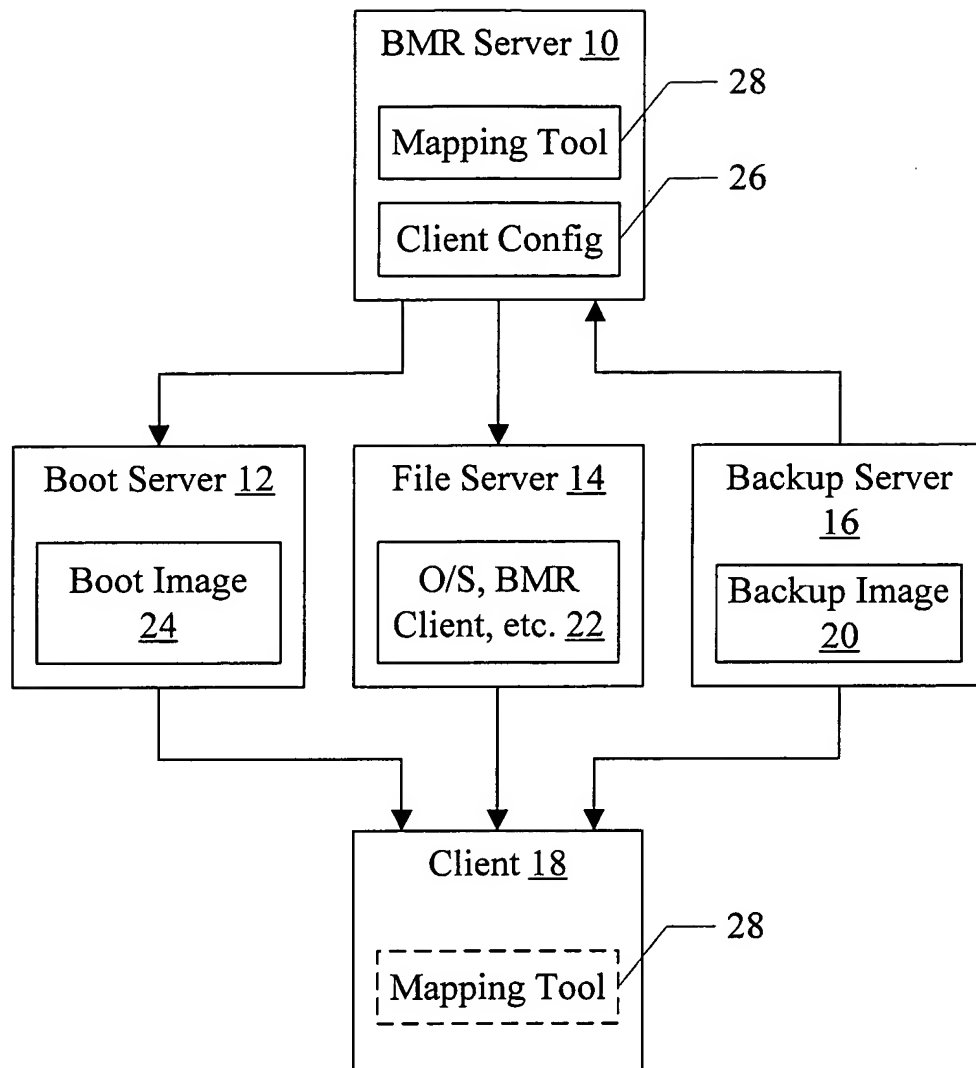 BMR Server 10
28
Mapping Tool
26
Client Config
Boot Server 12
Boot Image
24
File Server 14
O/S, BMR
Client, etc. 22
Backup Server
16
Backup Image
20
Client 18
28
Mapping Tool